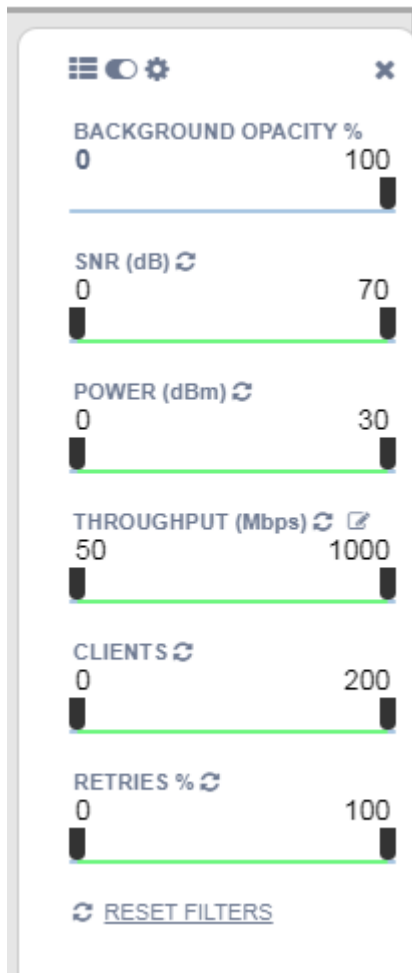 BACKGROUND OPACITY %
0 100
SNR (dB)
0 70
POWER (dBm)
0 30
THROUGHPUT (Mbps)
50 1000
CLIENTS
0 200
RETRIES %
0 100
RESET FILTERS